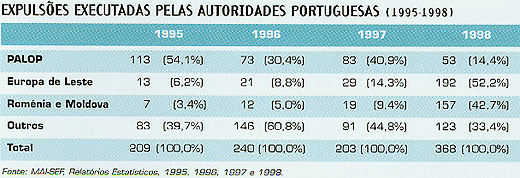 EXPULSÕES EXECUTADAS PELAS AUTORIDADES PORTUGUESAS (1995-1998)
1995 1996 1997 1998
PALOP 113 (54,1%) 73 (30,4%) 83 (40,9%) 53 (14,4%)
Europa de Leste 13 (6,2%) 21 (8,8%) 29 (14,3%) 192 (52,2%)
Roménia e Moldova 7 (3,4%) 12 (5,0%) 19 (9,4%) 157 (42,7%)
Outros 83 (39,7%) 146 (60,8%) 91 (44,8%) 123 (33,4%)
Total 209 (100,0%) 240 (100,0%) 203 (100,0%) 368 (100,0%)
Fonte: MAI-SEF, Relatórios Estatísticos, 1995, 1996, 1997 e 1998.